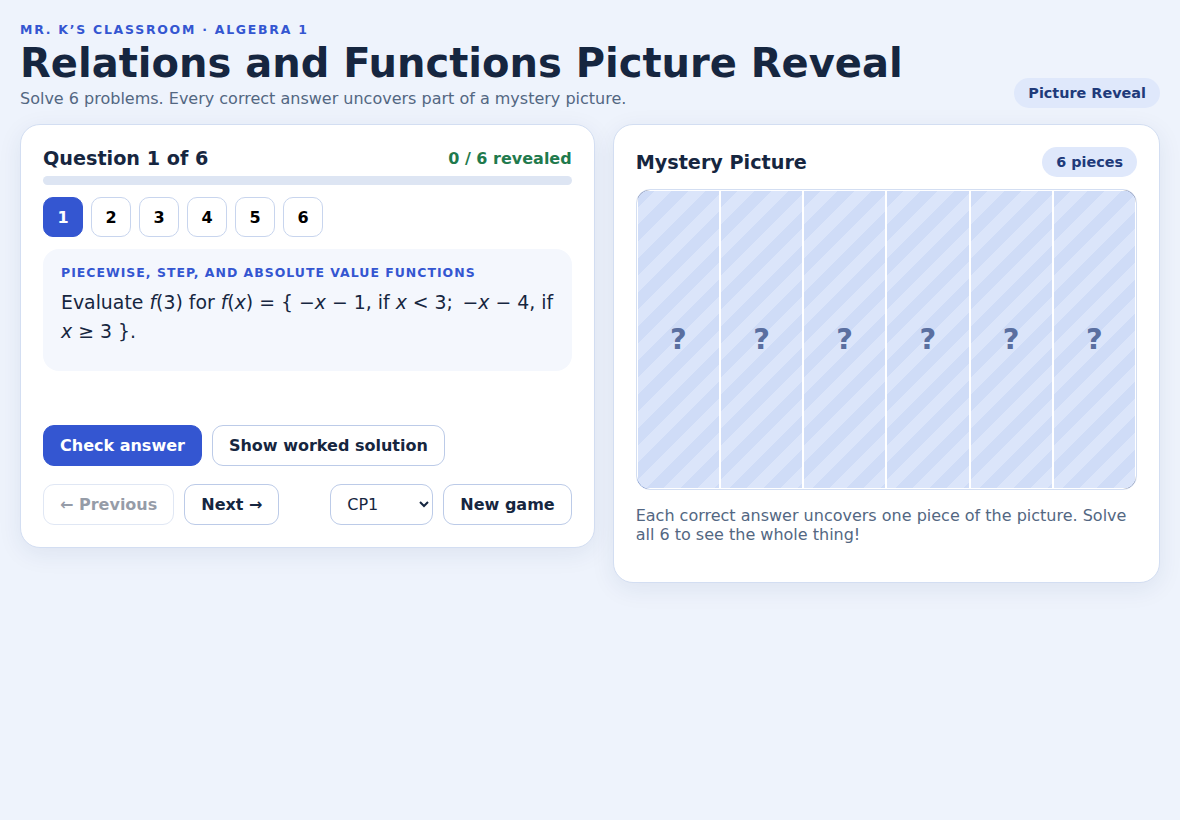 MR. K’S CLASSROOM · ALGEBRA 1
Relations and Functions Picture Reveal
Solve 6 problems. Every correct answer uncovers part of a mystery picture.
Picture Reveal
Question 1 of 6
0 / 6 revealed
1 2 3 4 5 6
PIECEWISE, STEP, AND ABSOLUTE VALUE FUNCTIONS
Evaluate f(3) for f(x) = { −x − 1, if x < 3; −x − 4, if
x ≥ 3 }.
Check answer
Show worked solution
← Previous
Next →
CP1
New game
Mystery Picture
6 pieces
? ? ? ? ? ?
Each correct answer uncovers one piece of the picture. Solve
all 6 to see the whole thing!